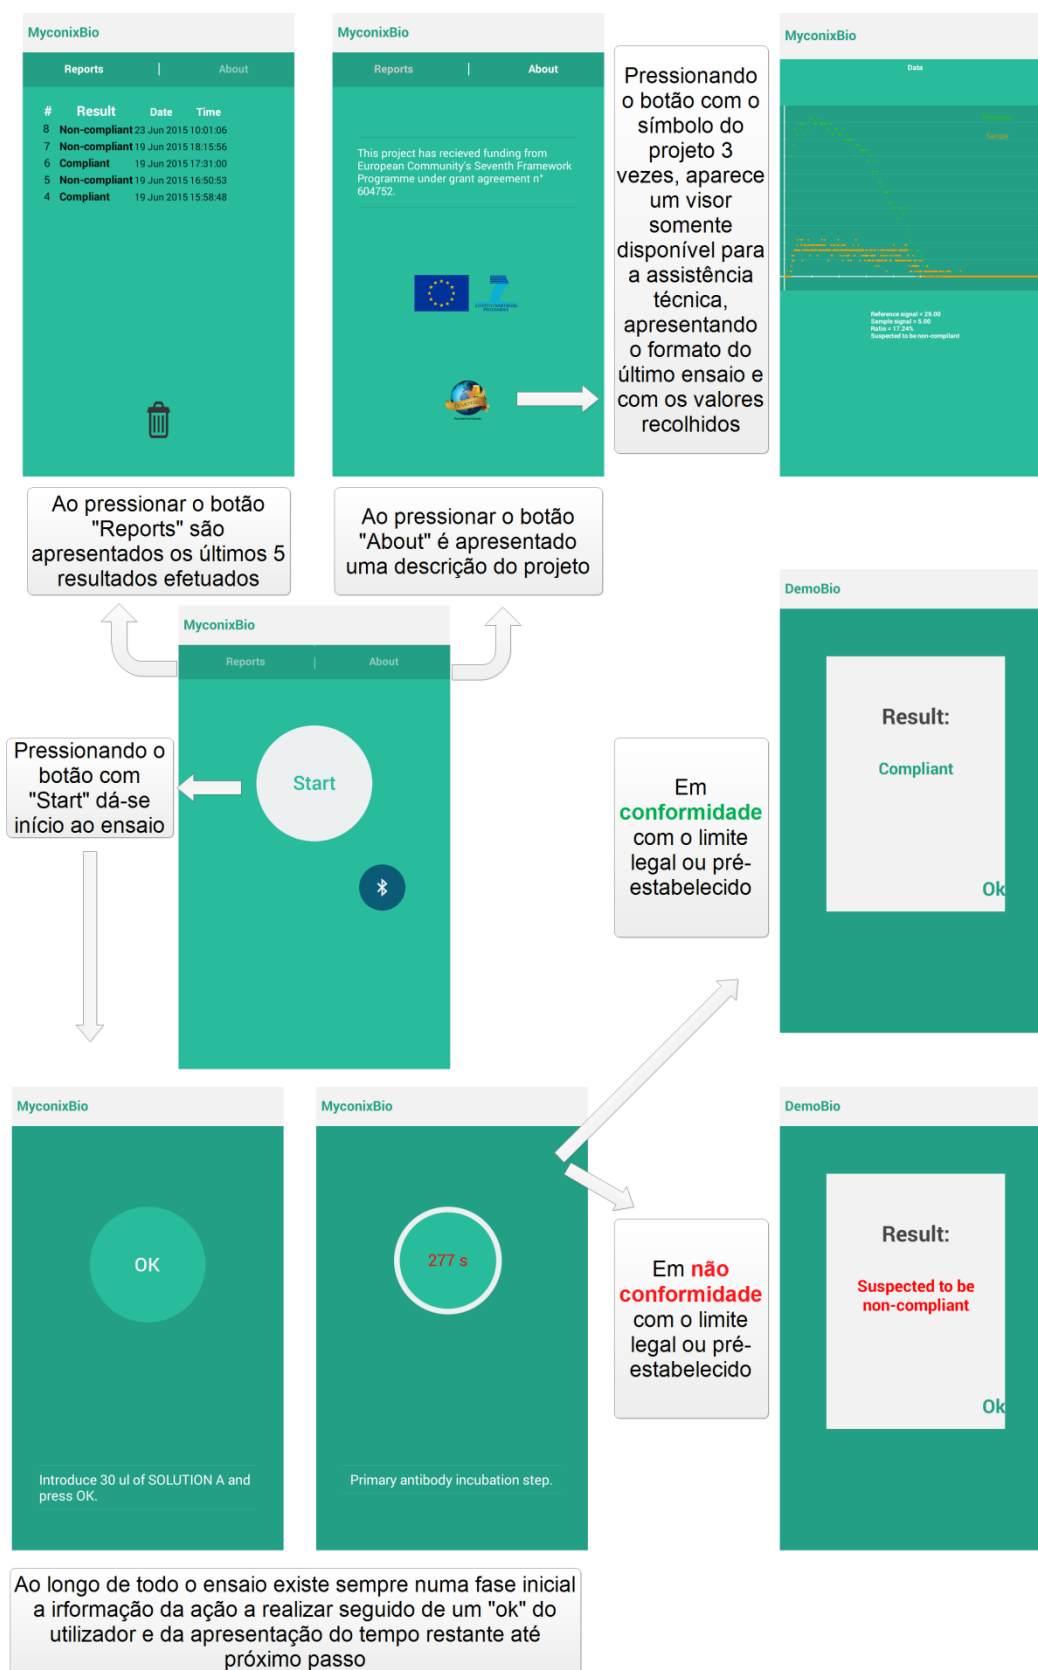 MyconixBio
Reports | About
# Result Date Time
8 Non-compliant 23 Jun 2015 10:01:06
7 Non-compliant 19 Jun 2015 18:15:56
6 Compliant 19 Jun 2015 17:31:00
5 Non-compliant 19 Jun 2015 16:50:53
4 Compliant 19 Jun 2015 15:58:48
Ao pressionar o botão
"Reports" são
apresentados os últimos 5
resultados efetuados
MyconixBio
Reports | About
This project has recieved funding from
European Community's Seventh Framework
Programme under grant agreement n°
604752.
Ao pressionar o botão
"About" é apresentado
uma descrição do projeto
Pressionando
o botão com o
símbolo do
projeto 3
vezes, aparece
um visor
somente
disponível para
a assistência
técnica,
apresentando
o formato do
último ensaio e
com os valores
recolhidos
MyconixBio
Data
Sample
Reference signal = 29.00
Sample signal = 5.00
Ratio = 17.24%
Suspected to be non-compliant
MyconixBio
Reports | About
Start
Pressionando o
botão com
"Start" dá-se
início ao ensaio
MyconixBio
OK
Introduce 30 ul of SOLUTION A and
press OK.
MyconixBio
277 s
Primary antibody incubation step.
Ao longo de todo o ensaio existe sempre numa fase inicial
a irformação da ação a realizar seguido de um "ok" do
utilizador e da apresentação do tempo restante até
próximo passo
Em
conformidade
com o limite
legal ou pré-
estabelecido
DemoBio
Result:
Compliant
Ok
Em não
conformidade
com o limite
legal ou pré-
estabelecido
DemoBio
Result:
Suspected to be
non-compliant
Ok